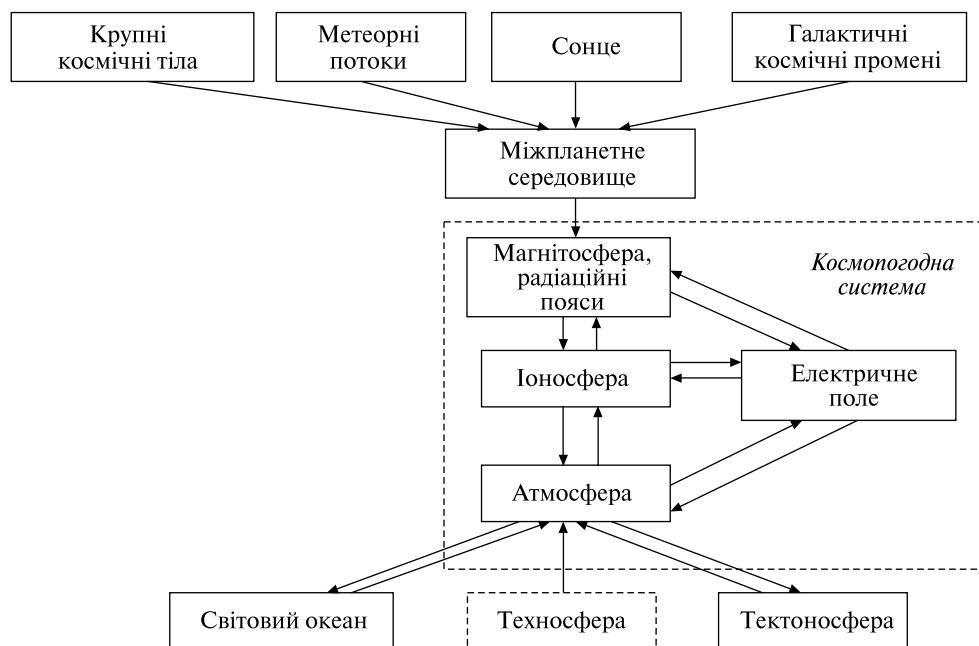 Крупні
космічні тіла
Метеорні
потоки
Сонце
Галактичні
космічні промені
Міжпланетне
середовище
Магнітосфера,
радіаційні
пояси
Космопогодна
система
Іоносфера
Електричне
поле
Атмосфера
Світовий океан
Техносфера
Тектоносфера